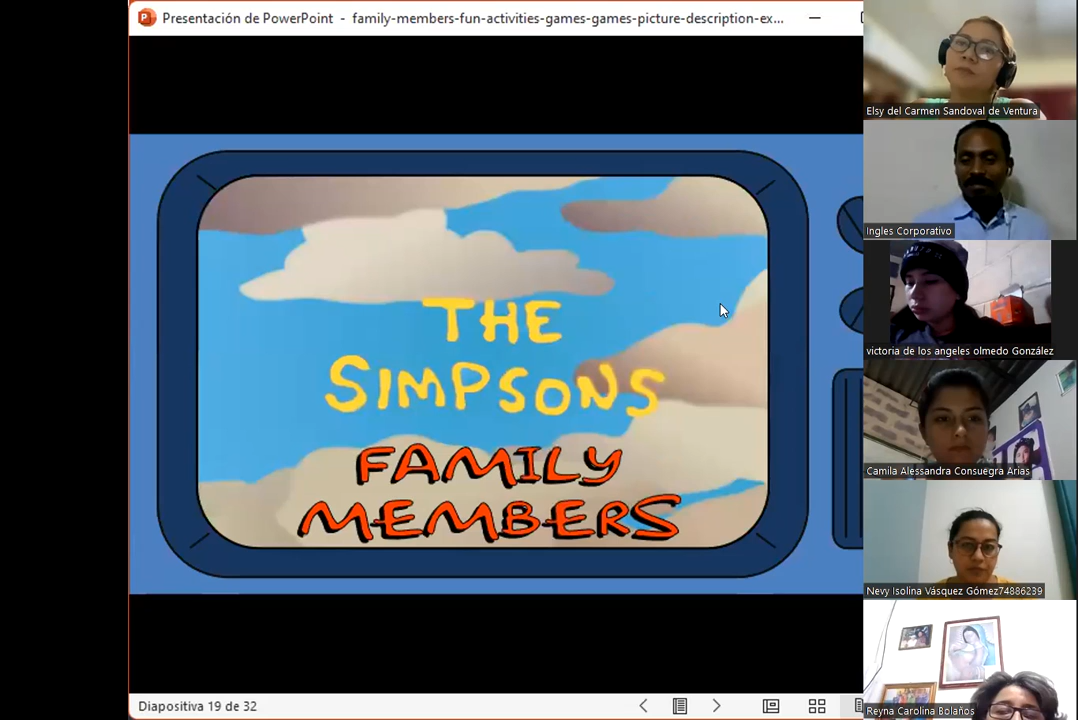 Presentación de PowerPoint - family-members-fun-activities-games-games-picture-description-ex...
THE
SIMPSONS
FAMILY
MEMBERS
Diapositiva 19 de 32
Elsy del Carmen Sandoval de Ventura
Ingles Corporativo
victoria de los angeles olmedo González
Camila Alessandra Consuegra Arias
Nevy Isolina Vásquez Gómez74886239
Reyna Carolina Bolaños